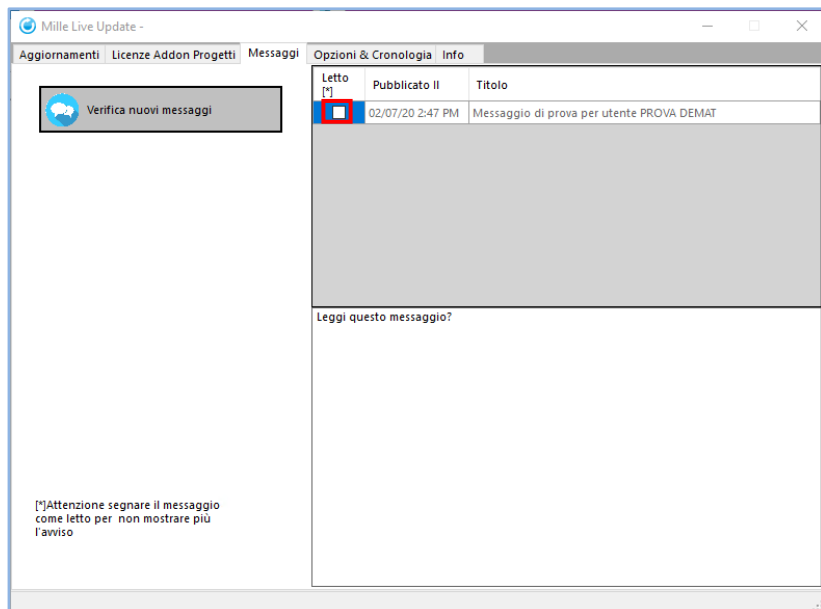 Mille Live Update -
Aggiornamenti Licenze Addon Progetti Messaggi Opzioni & Cronologia Info
Verifica nuovi messaggi
Letto
[*] Pubblicato Il Titolo
02/07/20 2:47 PM Messaggio di prova per utente PROVA DEMAT
Leggi questo messaggio?
[*]Attenzione segnare il messaggio
come letto per non mostrare più
l'avviso